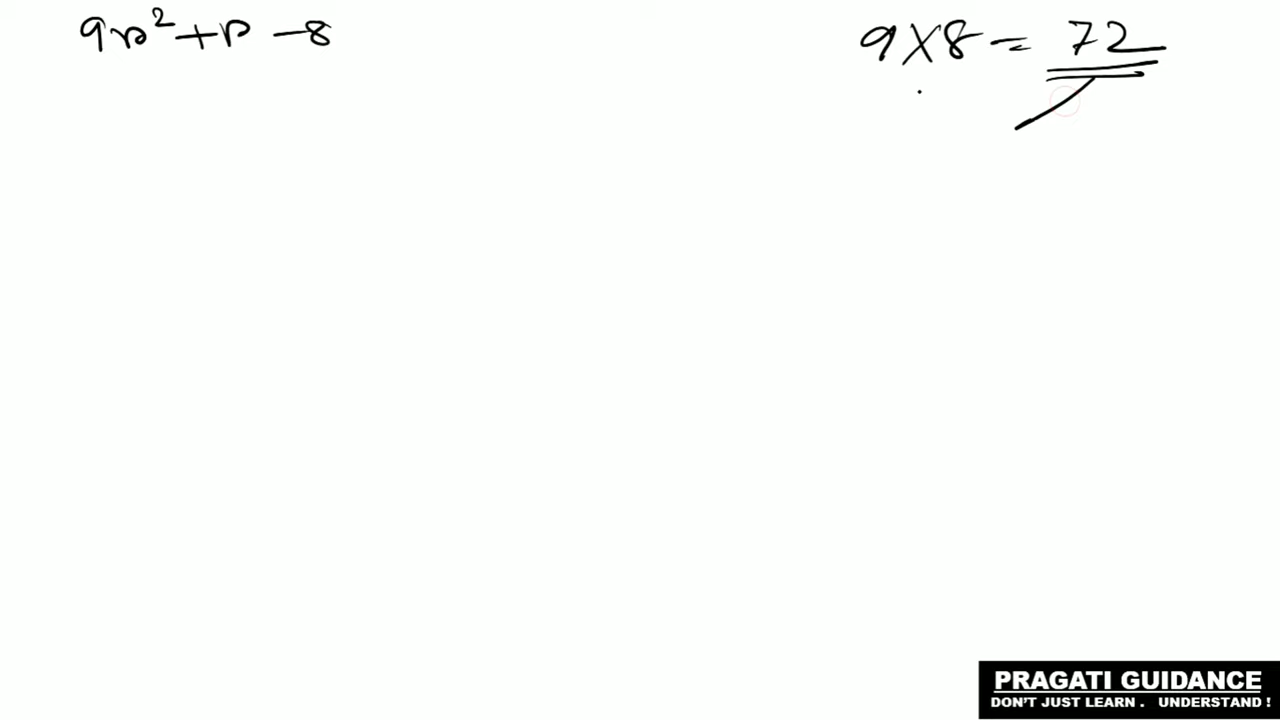 9p²+p-8
9×8=72
PRAGATI GUIDANCE
DON'T JUST LEARN . UNDERSTAND !